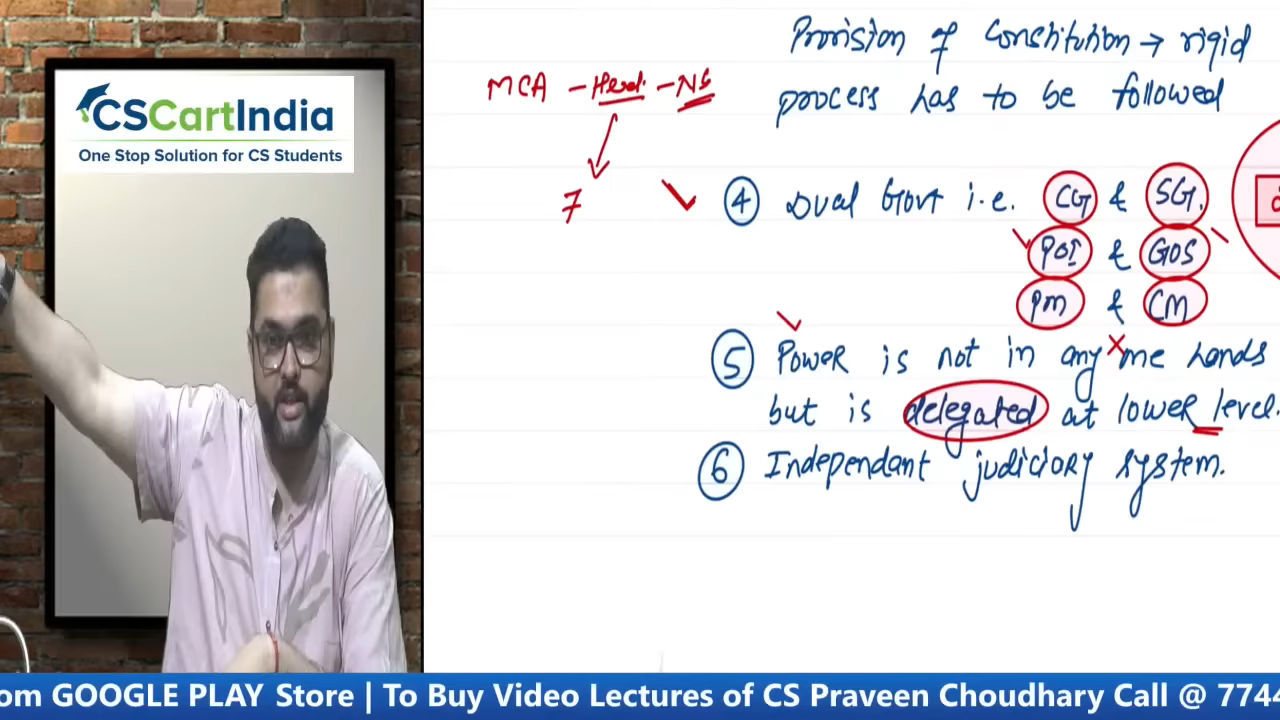 CSCartIndia
One Stop Solution for CS Students
MCA - Head. - NS
7
Provision of Constitution → rigid
process has to be followed
④ Dual Govt i.e. CG & SG.
POI & GOS
PM & CM
⑤ Power is not in any one hands
but is delegated at lower level.
⑥ Independant judiciory system.
om GOOGLE PLAY Store | To Buy Video Lectures of CS Praveen Choudhary Call @ 7744